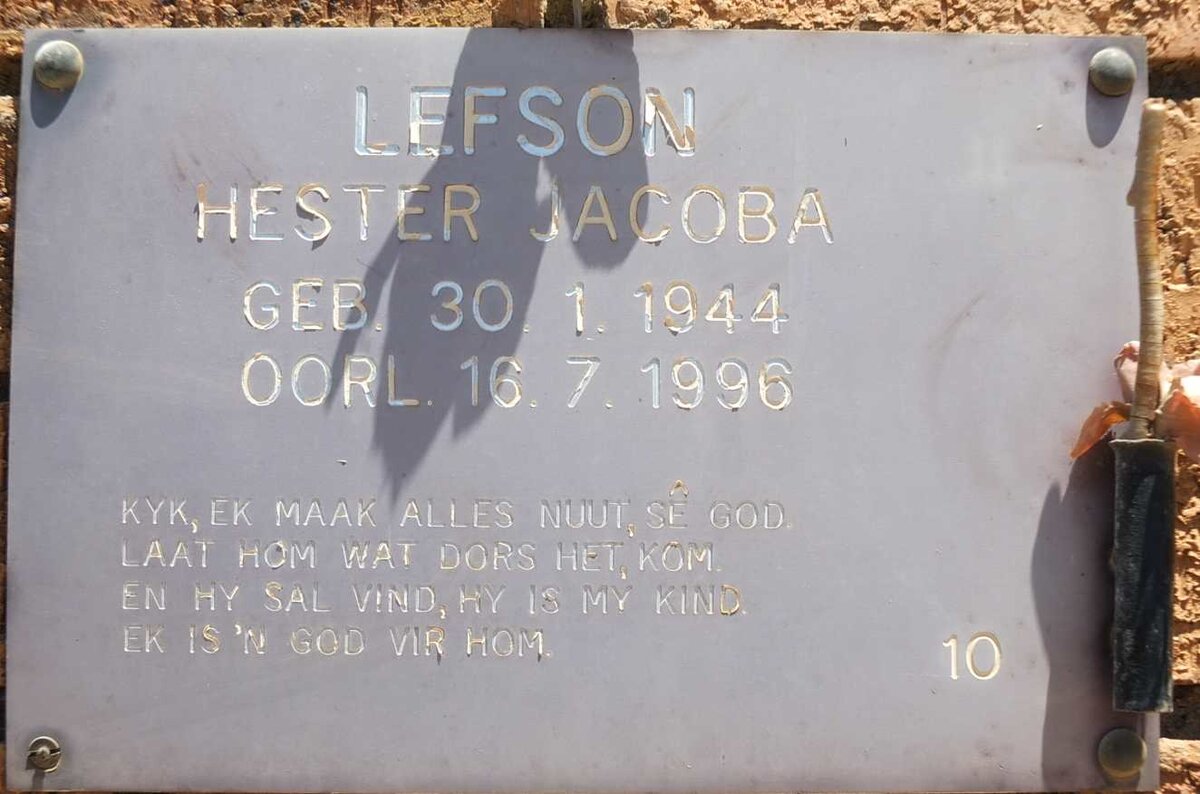 LEFSON
HESTER JACOBA
GEB. 30. 1. 1944
OORL. 16. 7. 1996
KYK, EK MAAK ALLES NUUT, SÊ GOD.
LAAT HOM WAT DORS HET, KOM.
EN HY SAL VIND, HY IS MY KIND.
EK IS 'N GOD VIR HOM.
10